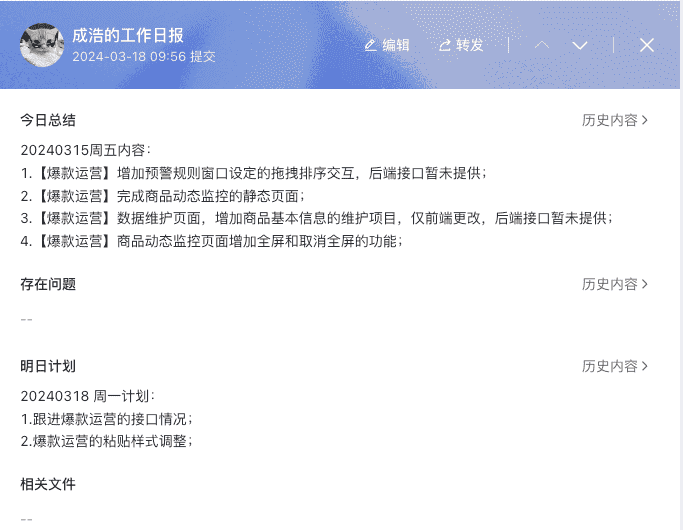 成浩的工作日报
2024-03-18 09:56 提交
编辑
转发
今日总结
历史内容
20240315周五内容：
1.【爆款运营】增加预警规则窗口设定的拖拽排序交互，后端接口暂未提供；
2.【爆款运营】完成商品动态监控的静态页面；
3.【爆款运营】数据维护页面，增加商品基本信息的维护项目，仅前端更改，后端接口暂未提供；
4.【爆款运营】商品动态监控页面增加全屏和取消全屏的功能；
存在问题
历史内容
--
明日计划
历史内容
20240318 周一计划：
1.跟进爆款运营的接口情况；
2.爆款运营的粘贴样式调整；
相关文件
--